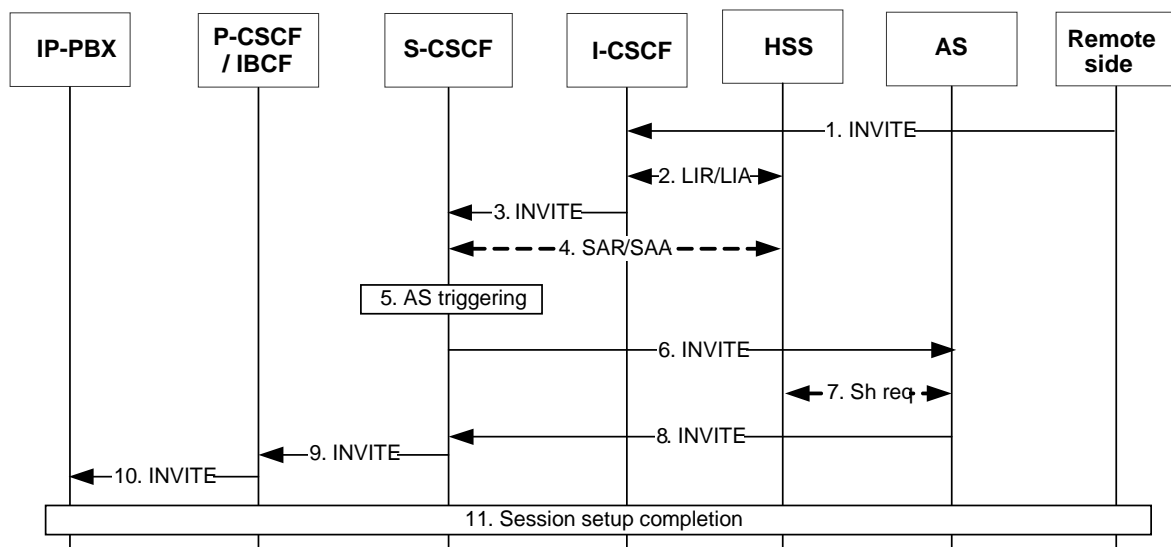 IP-PBX
P-CSCF
/ IBCF
S-CSCF
I-CSCF
HSS
AS
Remote
side
1. INVITE
2. LIR/LIA
3. INVITE
4. SAR/SAA
5. AS triggering
6. INVITE
7. Sh req
8. INVITE
9. INVITE
10. INVITE
11. Session setup completion